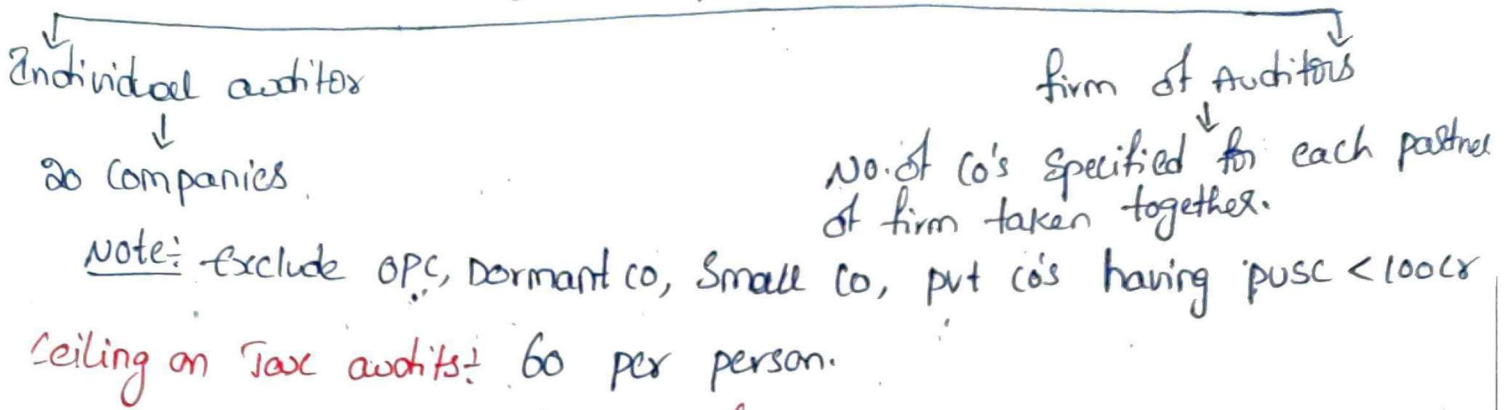 Individual auditor
firm of Auditors
20 Companies.
No. of Co's Specified for each partner
of firm taken together.
Note: Exclude OPC, Dormant co, Small Co, pvt co's having pusc < 100cr
Ceiling on Tax audits: 60 per person.